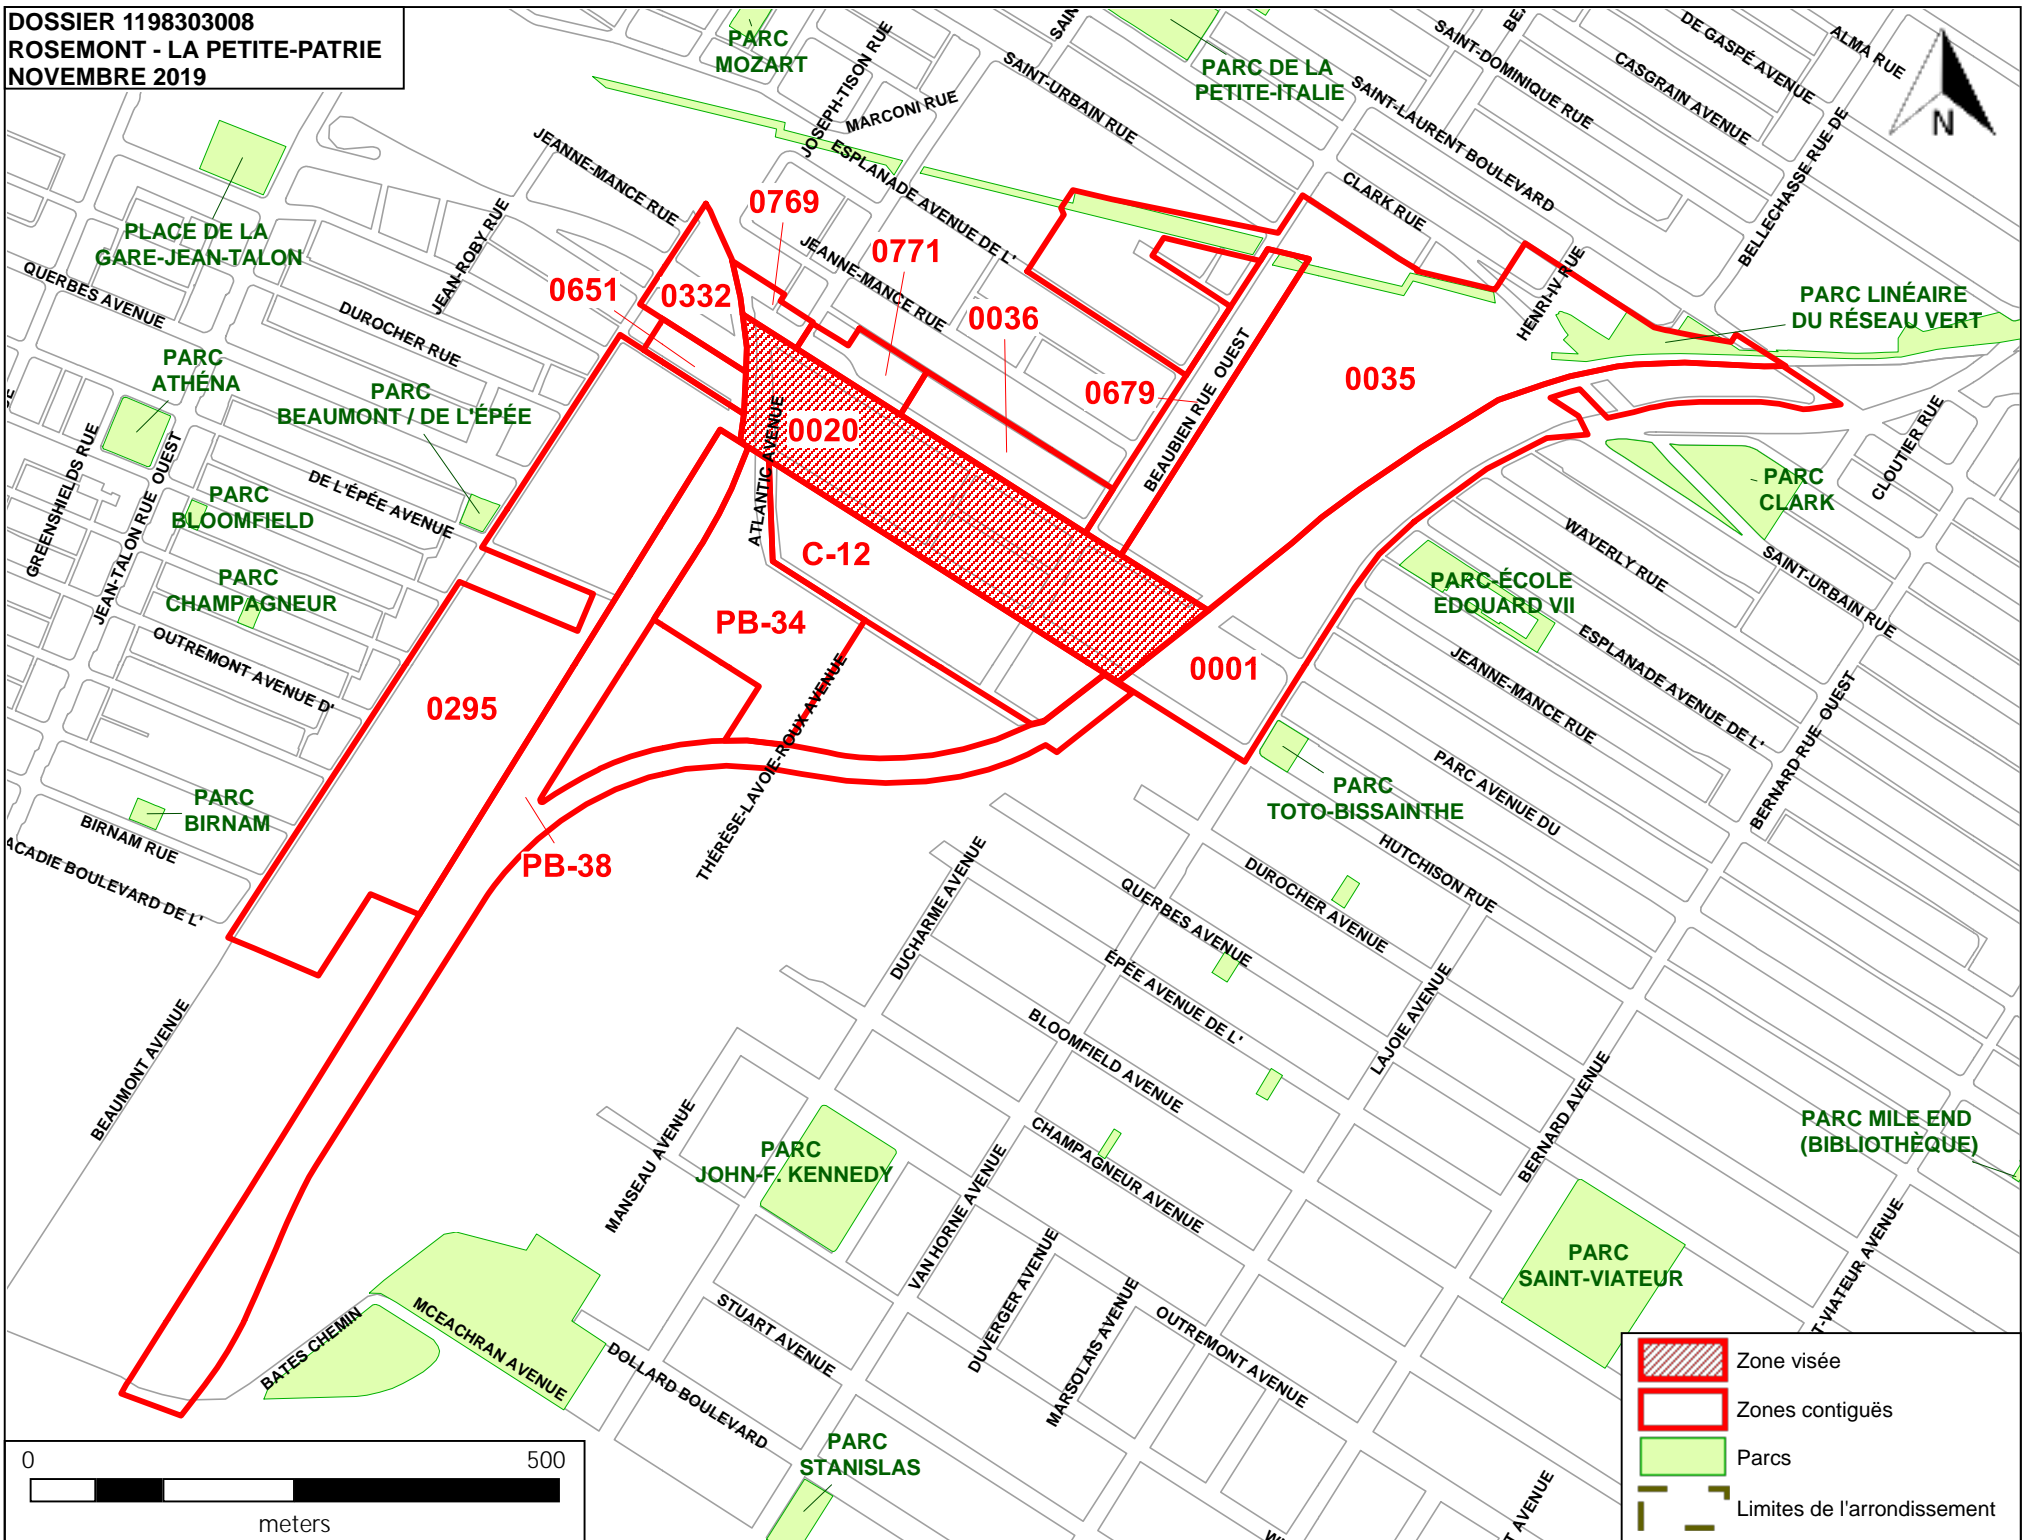 DOSSIER 1198303008
ROSEMONT - LA PETITE-PATRIE
NOVEMBRE 2019
PARC
MOZART
JOSEPH-TISON RUE
MARCONI RUE
SAINT-URBAIN RUE
PARC DE LA
PETITE-ITALIE
SAINT-DOMINIQUE RUE
DE GASPÉ AVENUE
ALMA RUE
CASGRAIN AVENUE
SAINT-LAURENT BOULEVARD
BELLECHASSE RUE DE
N
JEANNE-MANCE RUE
ESPLANADE AVENUE DE L'
CLARK RUE
JEAN-ROBY RUE
PLACE DE LA
GARE-JEAN-TALON
QUERBES AVENUE
DUROCHER RUE
0769
0771
JEANNE-MANCE RUE
0651
0332
0036
HENRI-IV RUE
PARC LINÉAIRE
DU RÉSEAU VERT
PARC
ATHÉNA
PARC
BEAUMONT / DE L'ÉPÉE
0679
BEAUBIEN RUE OUEST
0035
0020
ATLANTIC AVENUE
GREENSHIELDS RUE
JEAN-TALON RUE OUEST
DE L'ÉPÉE AVENUE
PARC
BLOOMFIELD
PARC
CLARK
CLOUTIER RUE
WAVERLY RUE
SAINT-URBAIN RUE
C-12
PARC
CHAMPAGNEUR
PARC-ÉCOLE
EDOUARD VII
ESPLANADE AVENUE DE L'
OUTREMONT AVENUE D'
PB-34
0001
JEANNE-MANCE RUE
BERNARD RUE OUEST
0295
THÉRÈSE-LAVOIE-ROUX AVENUE
PARC AVENUE DU
PARC
TOTO-BISSAINTHE
PARC
BIRNAM
BIRNAM RUE
ACADIE BOULEVARD DE L'
PB-38
HUTCHISON RUE
DUROCHER AVENUE
QUERBES AVENUE
DUCHARME AVENUE
ÉPÉE AVENUE DE L'
LAJOIE AVENUE
BLOOMFIELD AVENUE
BEAUMONT AVENUE
BERNARD AVENUE
MANSEAU AVENUE
PARC
JOHN-F. KENNEDY
CHAMPAGNEUR AVENUE
PARC MILE END
(BIBLIOTHÈQUE)
VAN HORNE AVENUE
DUVERGER AVENUE
MARSOLAIS AVENUE
PARC
SAINT-VIATEUR
T-VIATEUR AVENUE
BATES CHEMIN
MCEACHRAN AVENUE
STUART AVENUE
OUTREMONT AVENUE
DOLLARD BOULEVARD
PARC
STANISLAS
T AVENUE
0 500
meters
Zone visée
Zones contiguës
Parcs
Limites de l'arrondissement